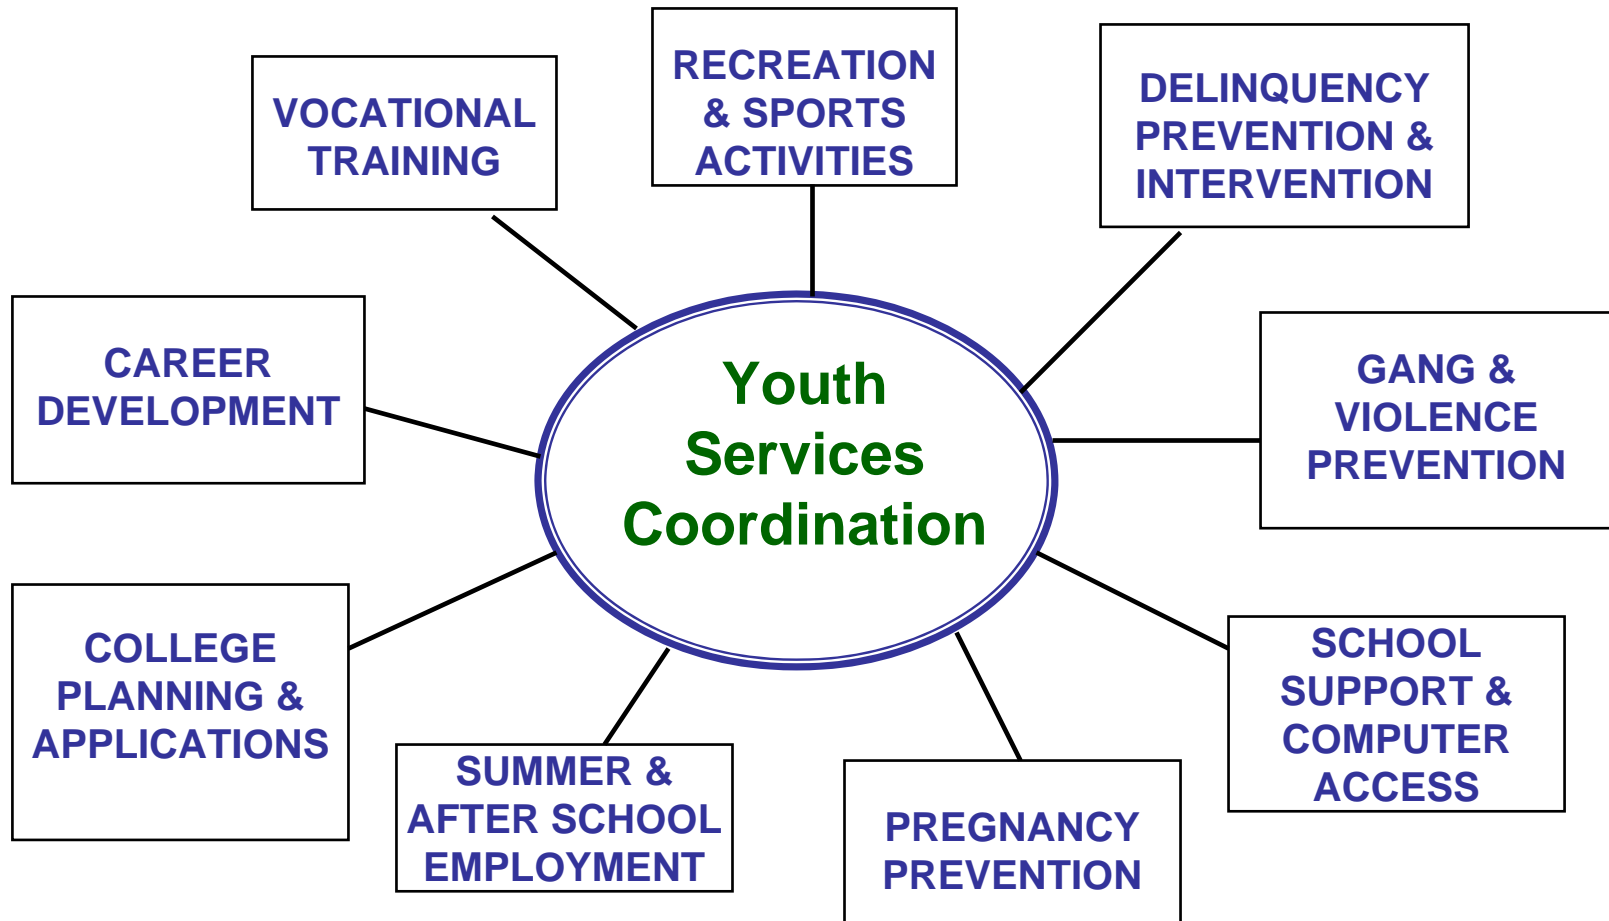 RECREATION
& SPORTS
ACTIVITIES
VOCATIONAL
TRAINING
DELINQUENCY
PREVENTION &
INTERVENTION
CAREER
DEVELOPMENT
Youth
Services
Coordination
GANG &
VIOLENCE
PREVENTION
COLLEGE
PLANNING &
APPLICATIONS
SUMMER &
AFTER SCHOOL
EMPLOYMENT
PREGNANCY
PREVENTION
SCHOOL
SUPPORT &
COMPUTER
ACCESS